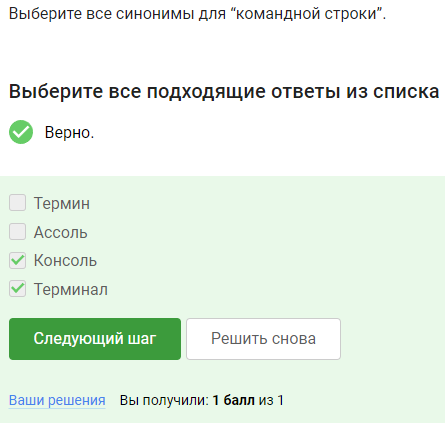 Выберите все синонимы для “командной строки”.
Выберите все подходящие ответы из списка
Верно.
Термин
Ассоль
Консоль
Терминал
Следующий шаг
Решить снова
Ваши решения Вы получили: 1 балл из 1